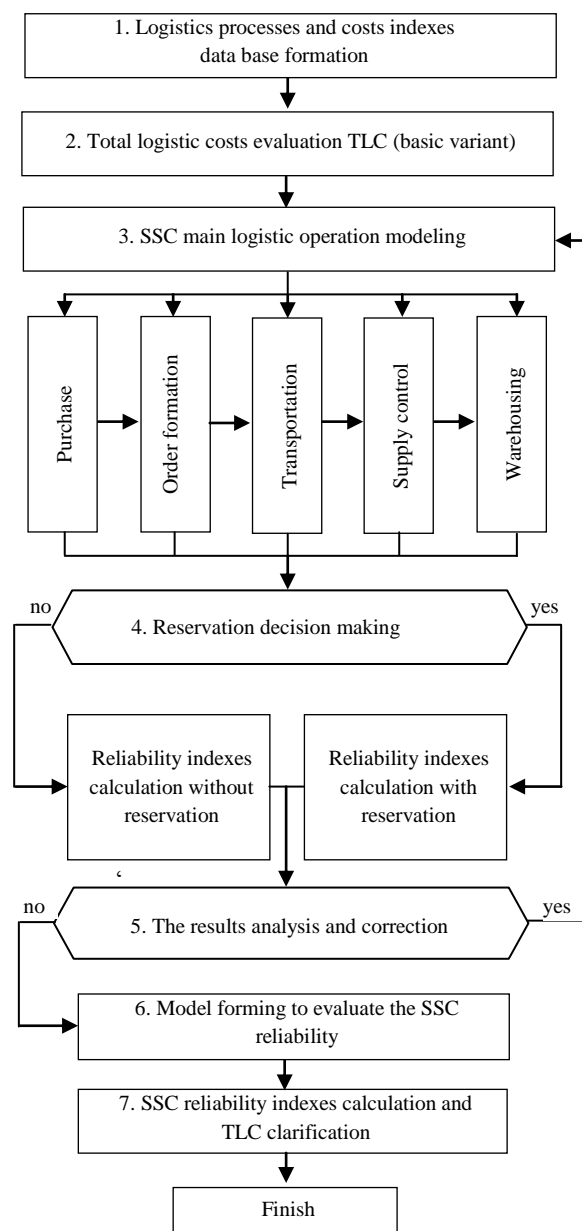 1. Logistics processes and costs indexes
data base formation
2. Total logistic costs evaluation TLC (basic variant)
3. SSC main logistic operation modeling
Purchase
Order formation
Transportation
Supply control
Warehousing
no
yes
4. Reservation decision making
Reliability indexes
calculation without
reservation
Reliability indexes
calculation with
reservation
‘
no
yes
5. The results analysis and correction
6. Model forming to evaluate the SSC
reliability
7. SSC reliability indexes calculation and
TLC clarification
Finish